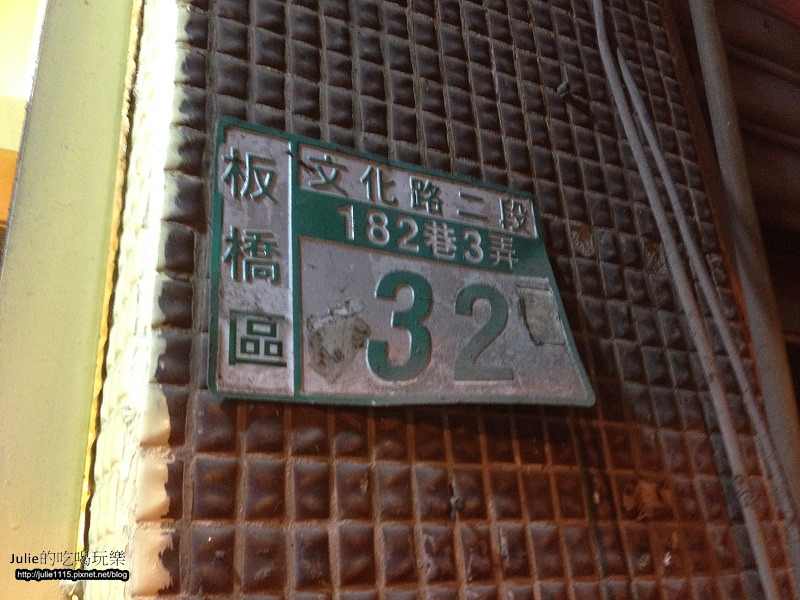 板橋區
文化路二段
182巷3弄
32
Julie的吃喝玩樂
http://julie1115.pixnet.net/blog